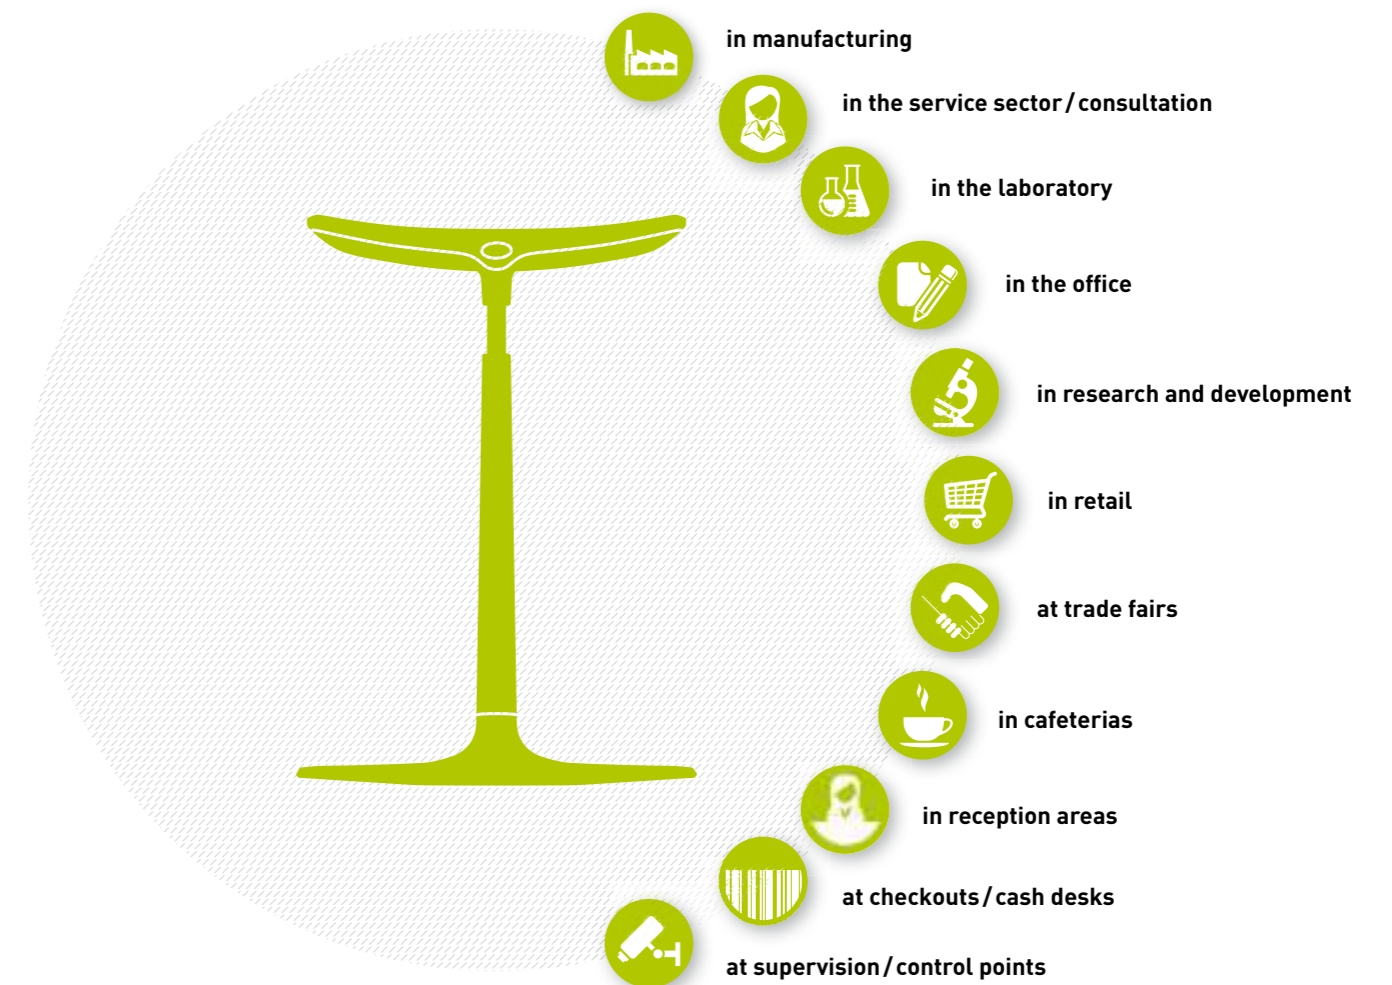 in manufacturing
in the service sector / consultation
in the laboratory
in the office
in research and development
in retail
at trade fairs
in cafeterias
in reception areas
at checkouts / cash desks
at supervision / control points